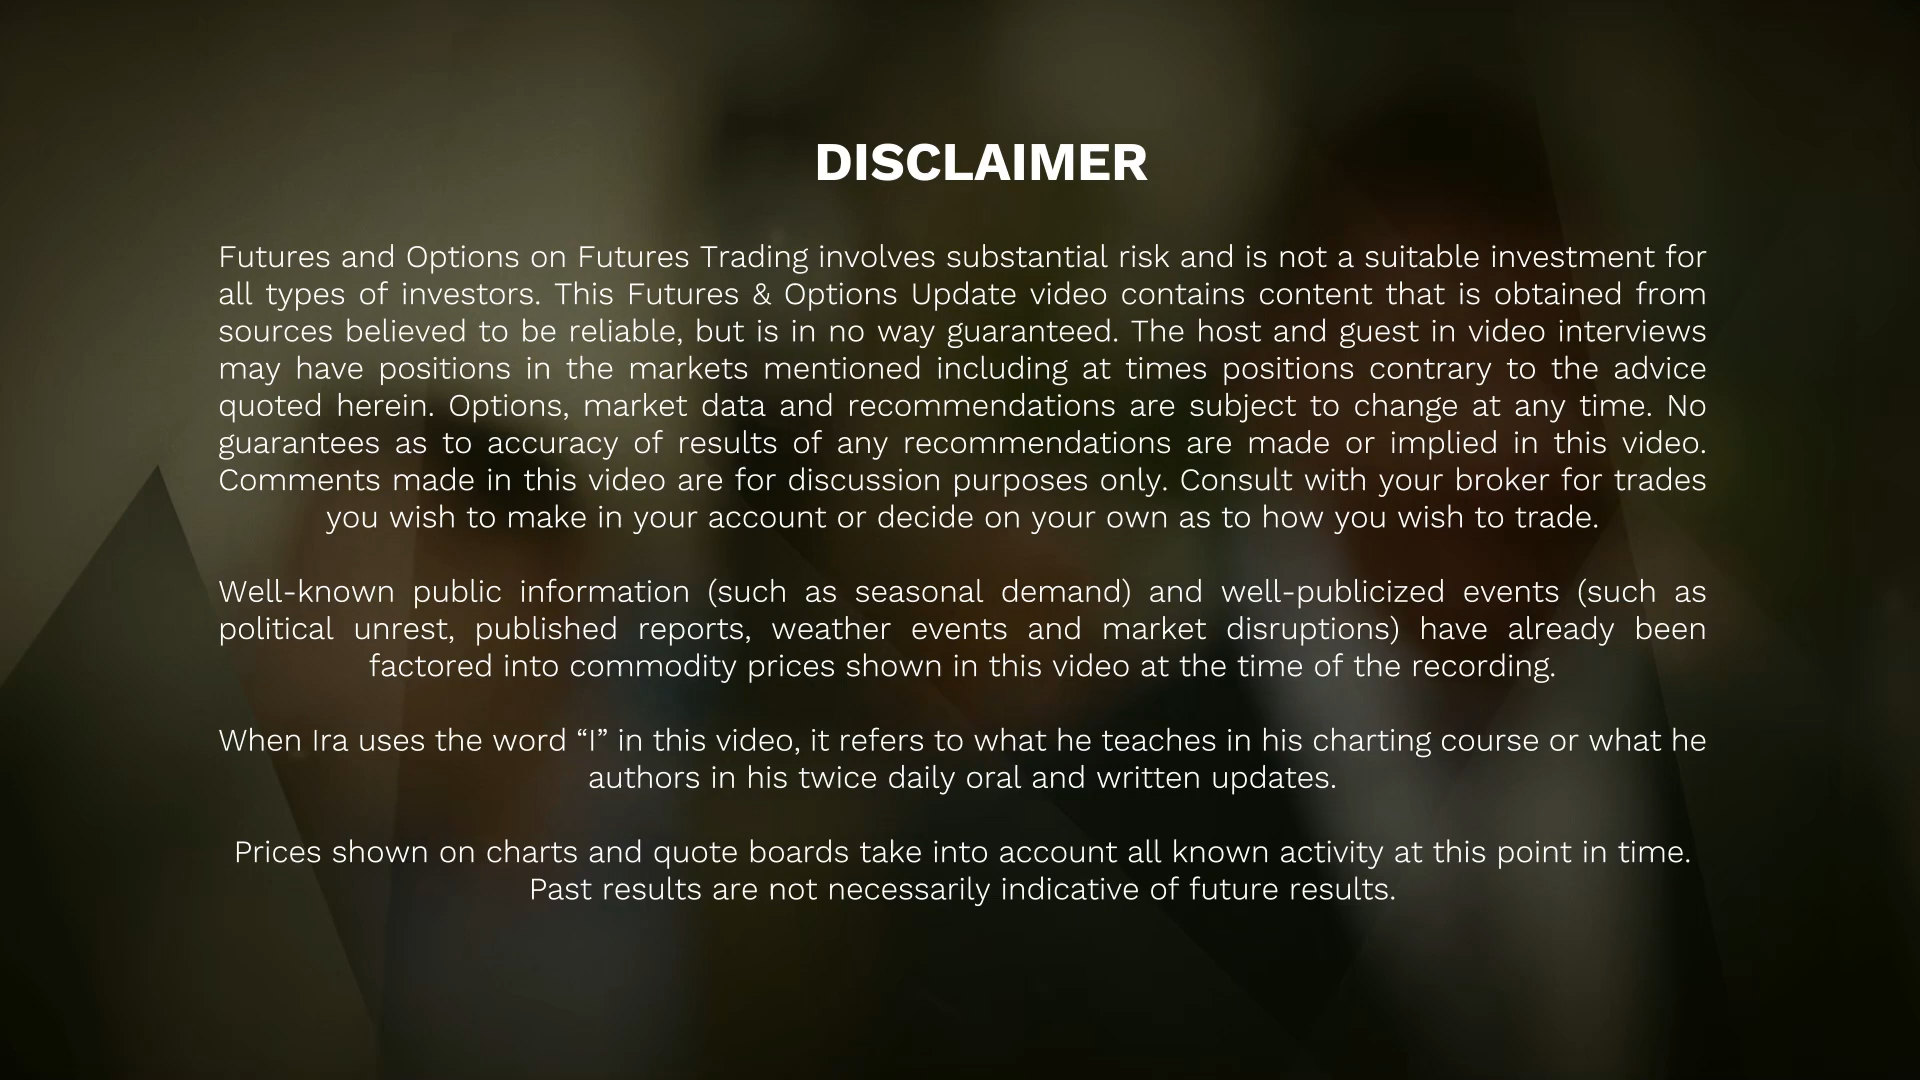 DISCLAIMER
Futures and Options on Futures Trading involves substantial risk and is not a suitable investment for
all types of investors. This Futures & Options Update video contains content that is obtained from
sources believed to be reliable, but is in no way guaranteed. The host and guest in video interviews
may have positions in the markets mentioned including at times positions contrary to the advice
quoted herein. Options, market data and recommendations are subject to change at any time. No
guarantees as to accuracy of results of any recommendations are made or implied in this video.
Comments made in this video are for discussion purposes only. Consult with your broker for trades
you wish to make in your account or decide on your own as to how you wish to trade.
Well-known public information (such as seasonal demand) and well-publicized events (such as
political unrest, published reports, weather events and market disruptions) have already been
factored into commodity prices shown in this video at the time of the recording.
When Ira uses the word “I” in this video, it refers to what he teaches in his charting course or what he
authors in his twice daily oral and written updates.
Prices shown on charts and quote boards take into account all known activity at this point in time.
Past results are not necessarily indicative of future results.